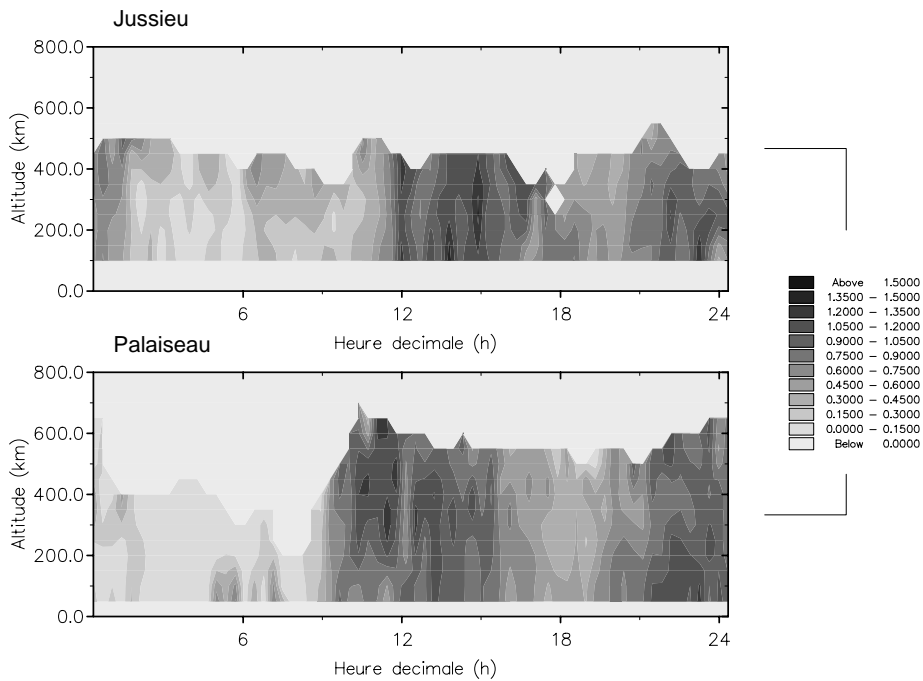 Jussieu
800.0
600.0
400.0
200.0
0.0
Altitude (km)
6 12 18 24
Heure decimale (h)
Palaiseau
800.0
600.0
400.0
200.0
0.0
Altitude (km)
6 12 18 24
Heure decimale (h)
Above 1.5000
1.3500 – 1.5000
1.2000 – 1.3500
1.0500 – 1.2000
0.9000 – 1.0500
0.7500 – 0.9000
0.6000 – 0.7500
0.4500 – 0.6000
0.3000 – 0.4500
0.1500 – 0.3000
0.0000 – 0.1500
Below 0.0000